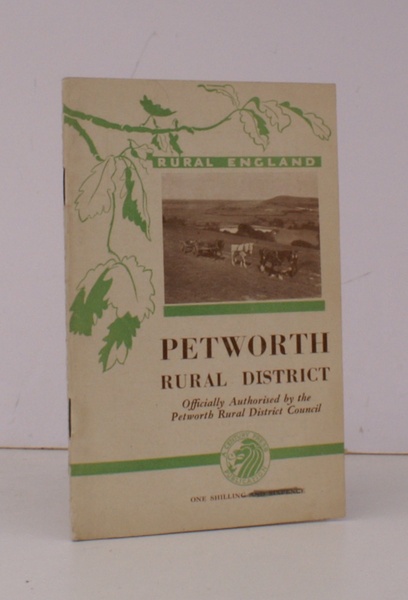 RURAL ENGLAND
PETWORTH
RURAL DISTRICT
Officially Authorised by the
Petworth Rural District Council
ONE SHILLING